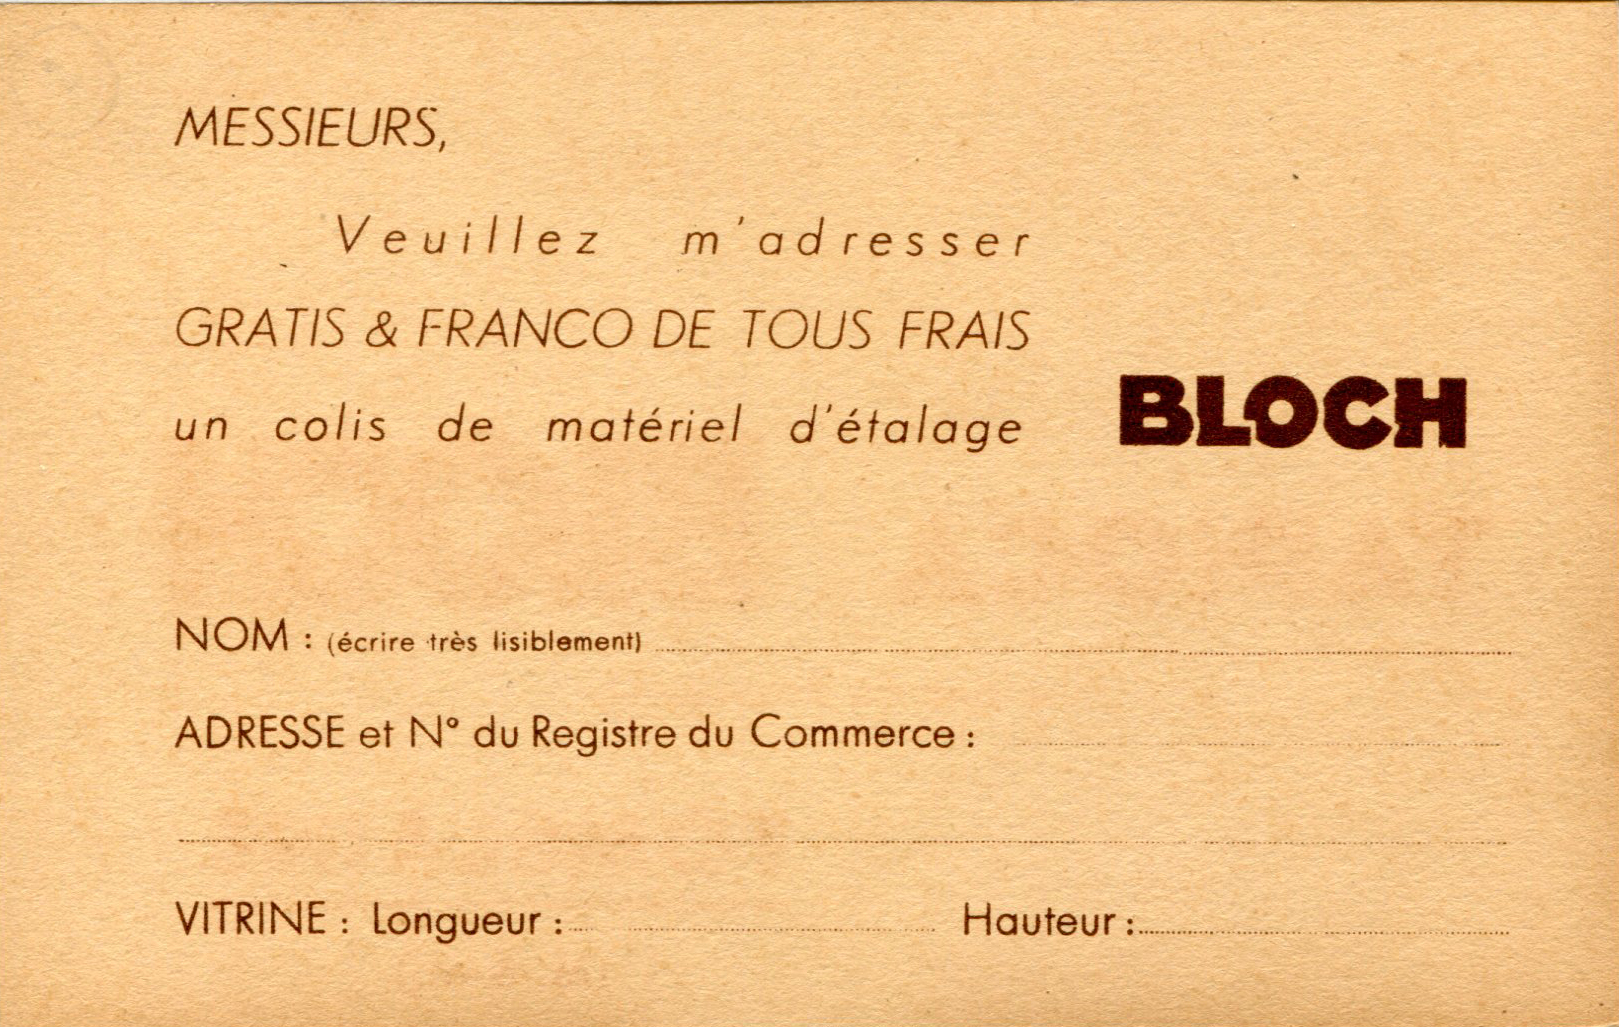 MESSIEURS,
Veuillez m'adresser
GRATIS & FRANCO DE TOUS FRAIS
un colis de matériel d'étalage BLOCH
NOM : (écrire très lisiblement)
ADRESSE et N° du Registre du Commerce :
VITRINE : Longueur : Hauteur :